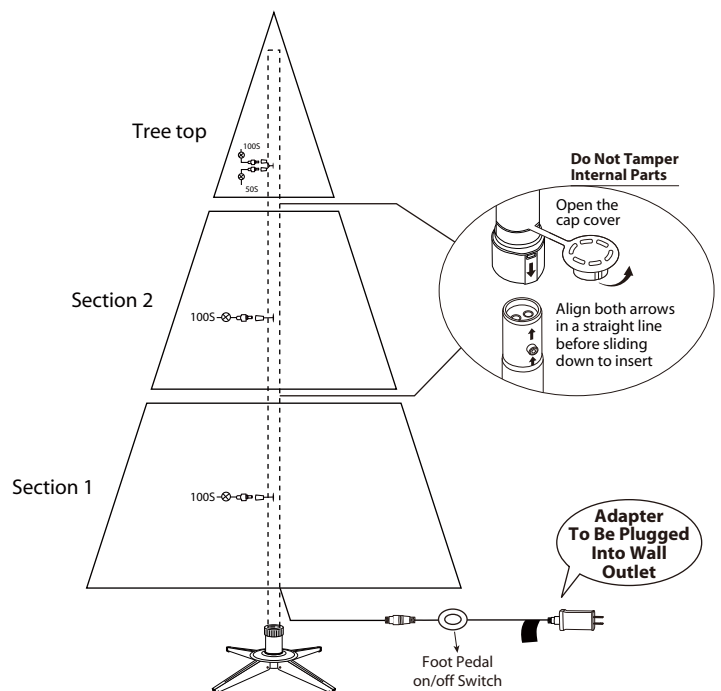 Tree top
100S
50S
Do Not Tamper
Internal Parts
Open the
cap cover
Section 2
100S
Align both arrows
in a straight line
before sliding
down to insert
Section 1
100S
Adapter
To Be Plugged
Into Wall
Outlet
Foot Pedal
on/off Switch